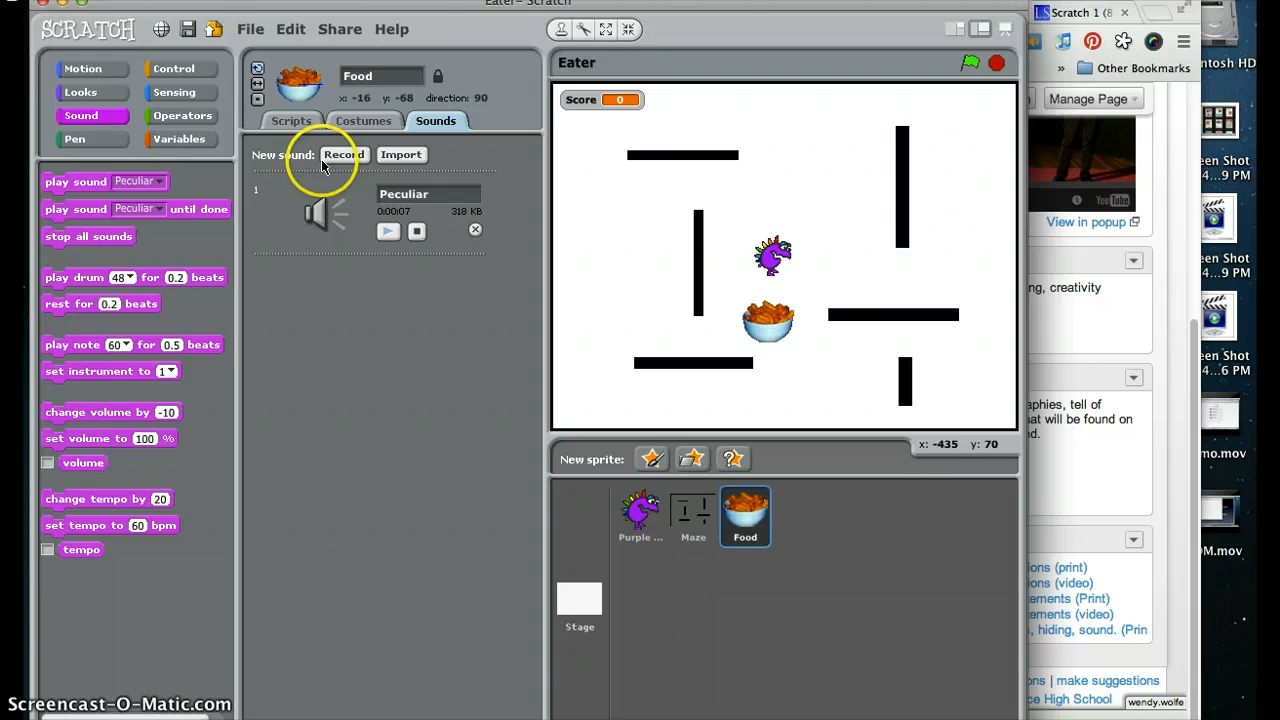 Eater- Scratch
SCRATCH
File Edit Share Help
Motion
Control
Looks
Sensing
Sound
Operators
Pen
Variables
play sound Peculiar
play sound Peculiar until done
stop all sounds
play drum 48 for 0.2 beats
rest for 0.2 beats
play note 60 for 0.5 beats
set instrument to 1
change volume by -10
set volume to 100 %
volume
change tempo by 20
set tempo to 60 bpm
tempo
Food
x: -16 y: -68 direction: 90
Scripts Costumes Sounds
New sound: Record Import
1
Peculiar
0:00:07 318 KB
Eater
Score 0
x: -435 y: 70
New sprite:
Purple ...
Maze
Food
Stage
LS Scratch 1 (8
» Other Bookmarks
Manage Page
YouTube
View in popup
ng, creativity
aphies, tell of
hat will be found on
d.
ions (print)
ions (video)
ements (Print)
ements (video)
s, hiding, sound. (Prin
ons | make suggestions
ce High School
wendy.wolfe
ntosh HD
een Shot
4...9 PM
een Shot
4...9 PM
een Shot
4...6 PM
mo.mov
OM.mov
Screencast-O-Matic.com